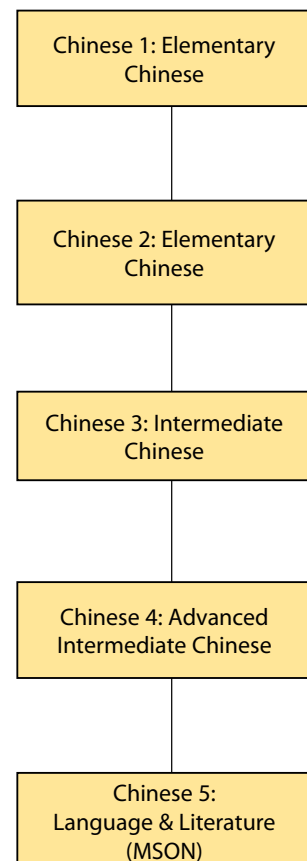 Chinese 1: Elementary
Chinese
Chinese 2: Elementary
Chinese
Chinese 3: Intermediate
Chinese
Chinese 4: Advanced
Intermediate Chinese
Chinese 5:
Language & Literature
(MSON)